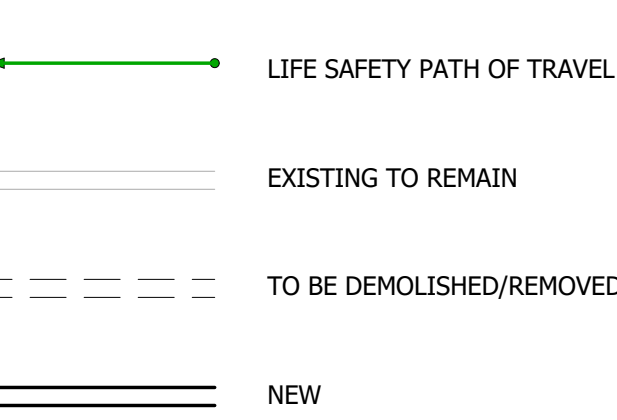 LIFE SAFETY PATH OF TRAVEL
EXISTING TO REMAIN
TO BE DEMOLISHED/REMOVED
NEW